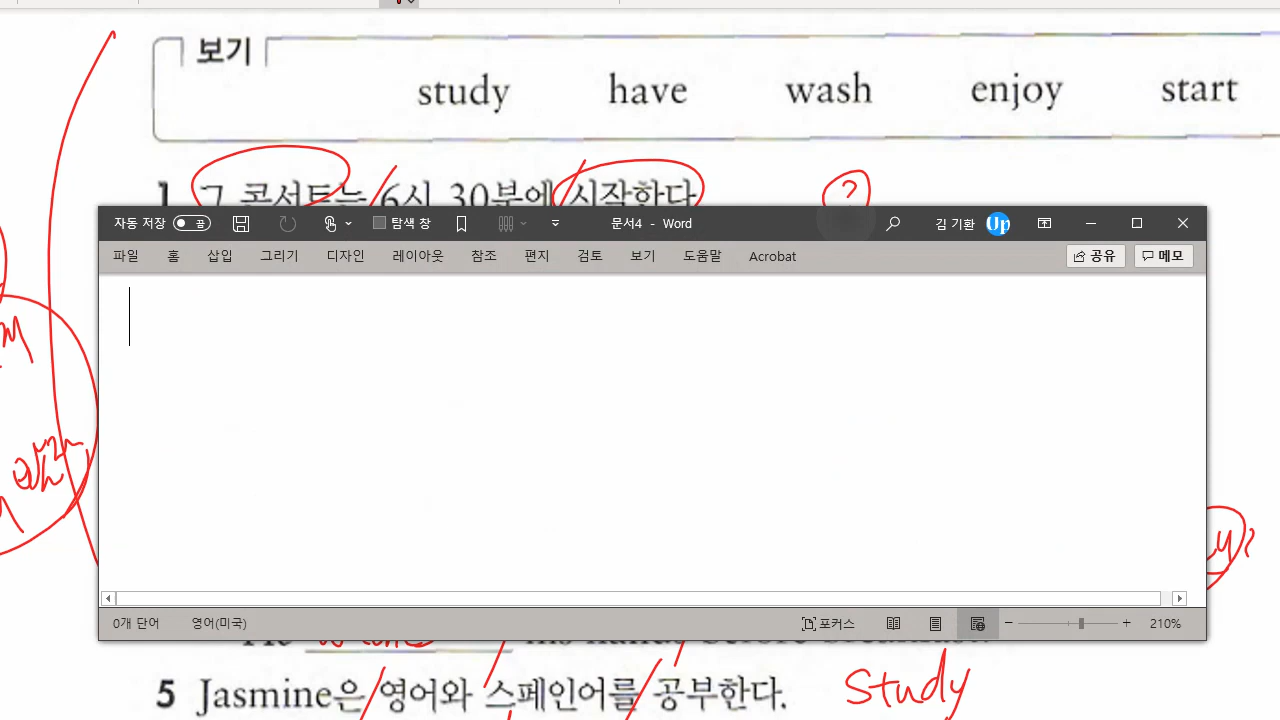 보기
study have wash enjoy start
1 그 콘서트는 6시 30분에 시작한다
?
자동 저장 끔 탐색 창 문서4 - Word 김 기환 Up
파일 홈 삽입 그리기 디자인 레이아웃 참조 편지 검토 보기 도움말 Acrobat 공유 메모
0개 단어 영어(미국) 포커스 210%
5 Jasmine은 영어와 스페인어를 공부한다. study